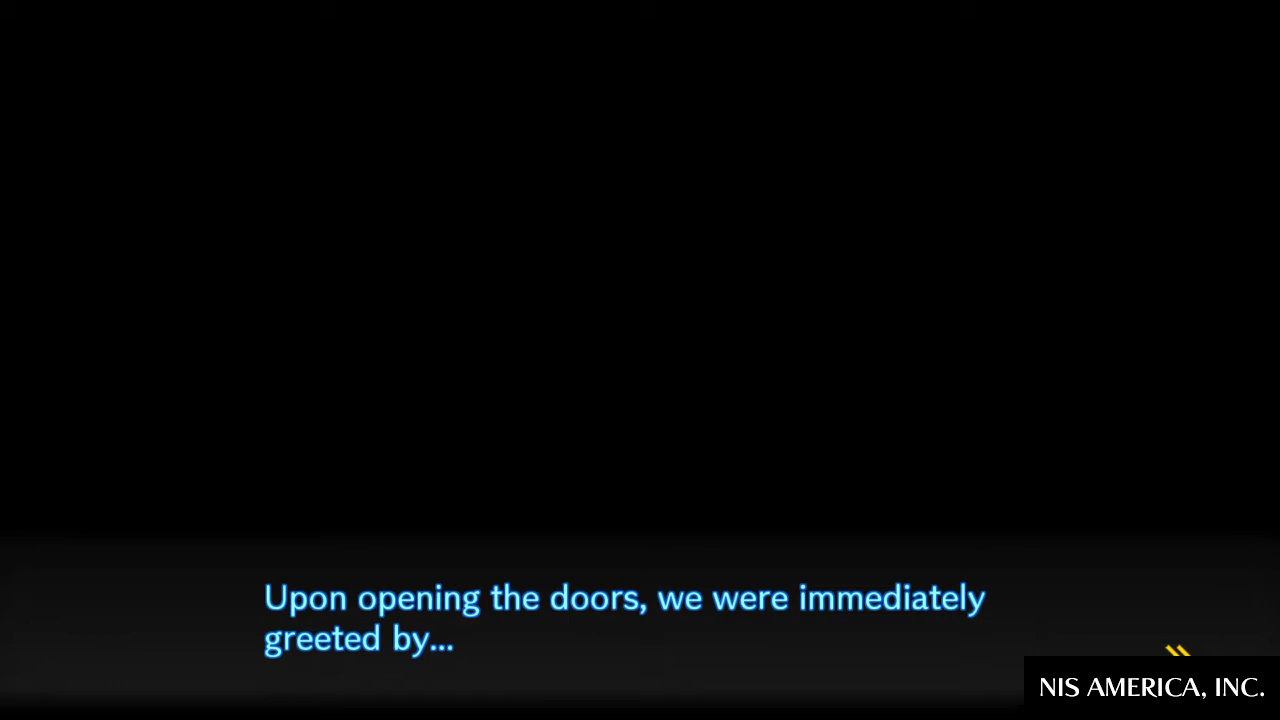 Upon opening the doors, we were immediately
greeted by...
NIS AMERICA, INC.